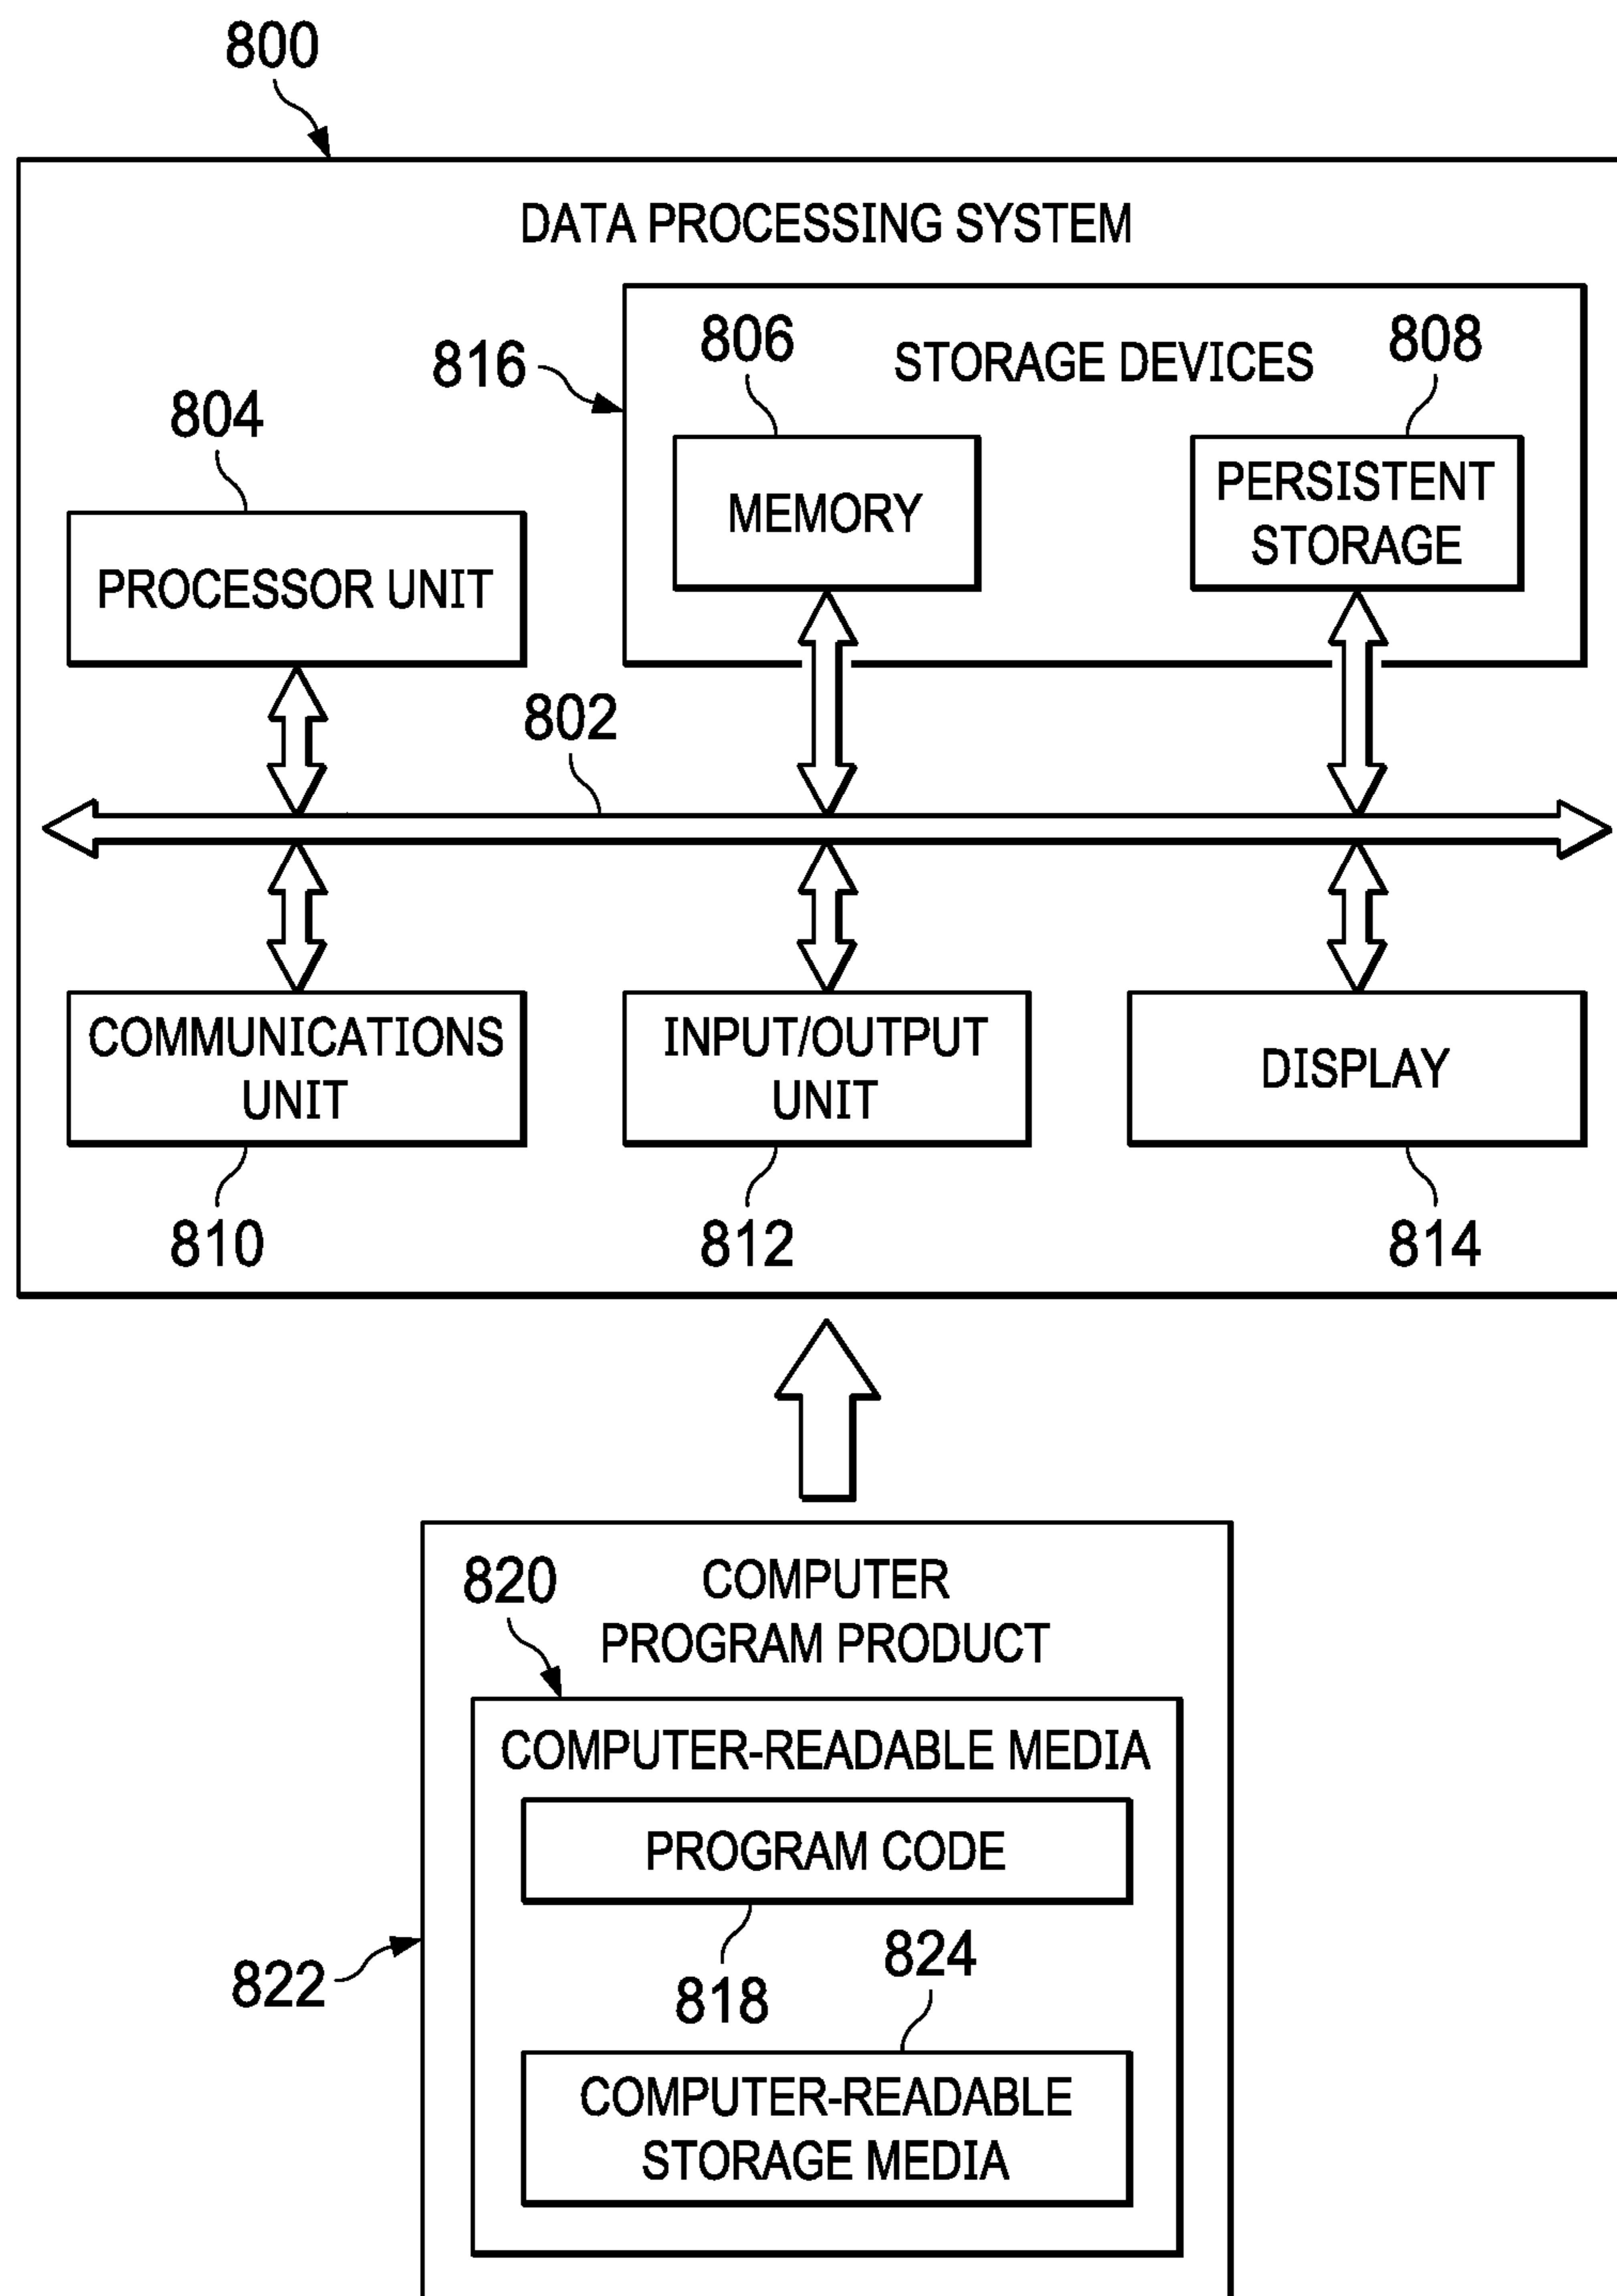 800
DATA PROCESSING SYSTEM
816
806
STORAGE DEVICES
808
804
MEMORY
PERSISTENT
STORAGE
PROCESSOR UNIT
802
COMMUNICATIONS
UNIT
INPUT/OUTPUT
UNIT
DISPLAY
810
812
814
820
COMPUTER
PROGRAM PRODUCT
COMPUTER-READABLE MEDIA
PROGRAM CODE
822
818
824
COMPUTER-READABLE
STORAGE MEDIA